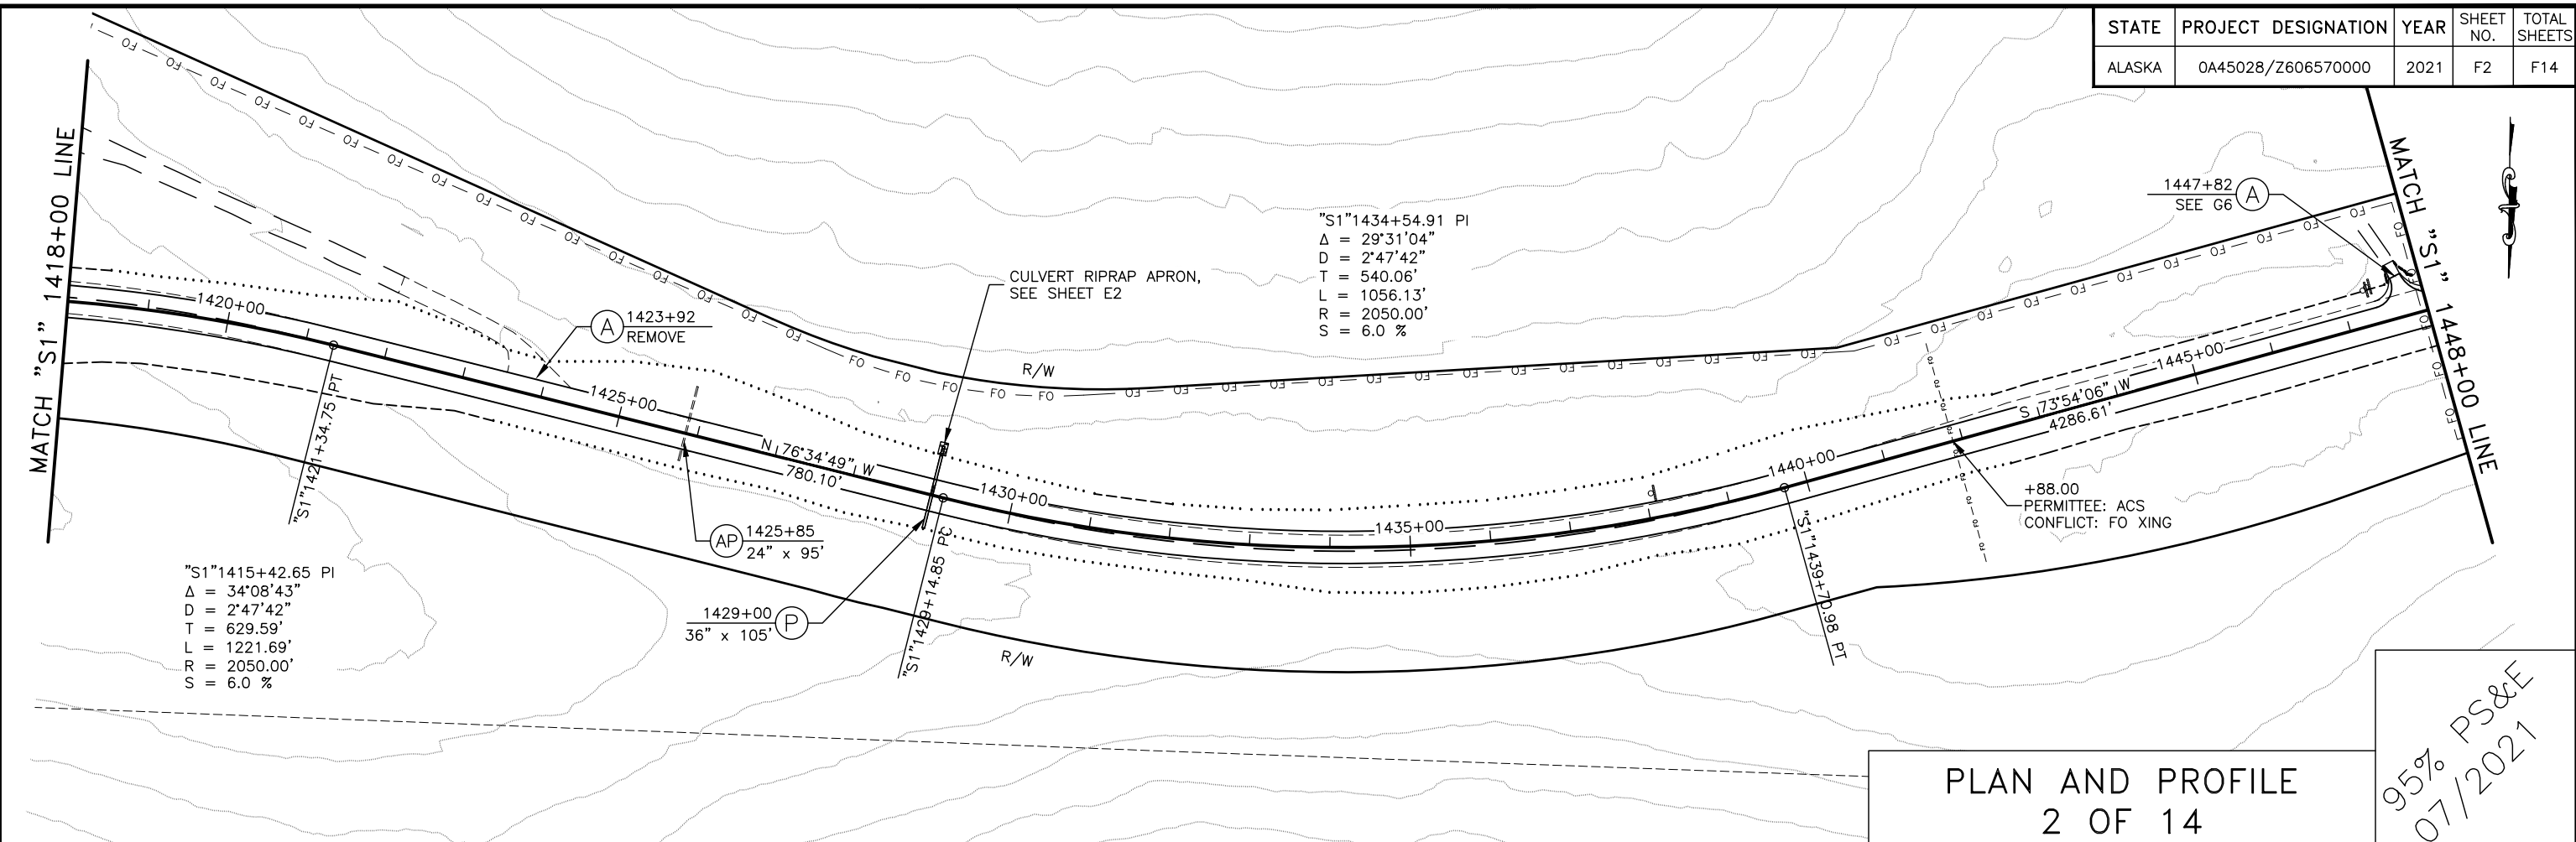 STATE
PROJECT DESIGNATION
YEAR
SHEET NO.
TOTAL SHEETS
ALASKA
0A45028/Z606570000
2021
F2
F14
MATCH "S1" 1418+00 LINE
MATCH "S1" 1448+00 LINE
1447+82
SEE G6
A
"S1"1434+54.91 PI
Δ = 29°31'04"
D = 2°47'42"
T = 540.06'
L = 1056.13'
R = 2050.00'
S = 6.0 %
CULVERT RIPRAP APRON,
SEE SHEET E2
A
1423+92
REMOVE
R/W
1420+00
1425+00
1430+00
1435+00
1440+00
1445+00
N 76°34'49" W
780.10'
S 73°54'06" W
4286.61'
"S1"1421+34.75 PT
"S1"1429+14.85 PC
"S1"1439+70.98 PT
AP
1425+85
24" x 95'
1429+00
36" x 105'
P
+88.00
PERMITTEE: ACS
CONFLICT: FO XING
"S1"1415+42.65 PI
Δ = 34°08'43"
D = 2°47'42"
T = 629.59'
L = 1221.69'
R = 2050.00'
S = 6.0 %
R/W
FO
PLAN AND PROFILE
2 OF 14
95% PS&E
07/2021